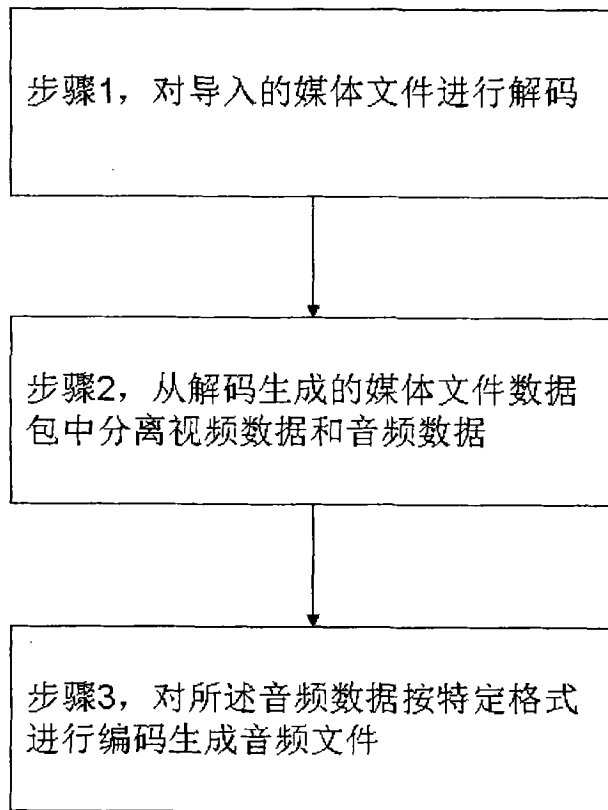 步骤1，对导入的媒体文件进行解码
步骤2，从解码生成的媒体文件数据
包中分离视频数据和音频数据
步骤3，对所述音频数据按特定格式
进行编码生成音频文件